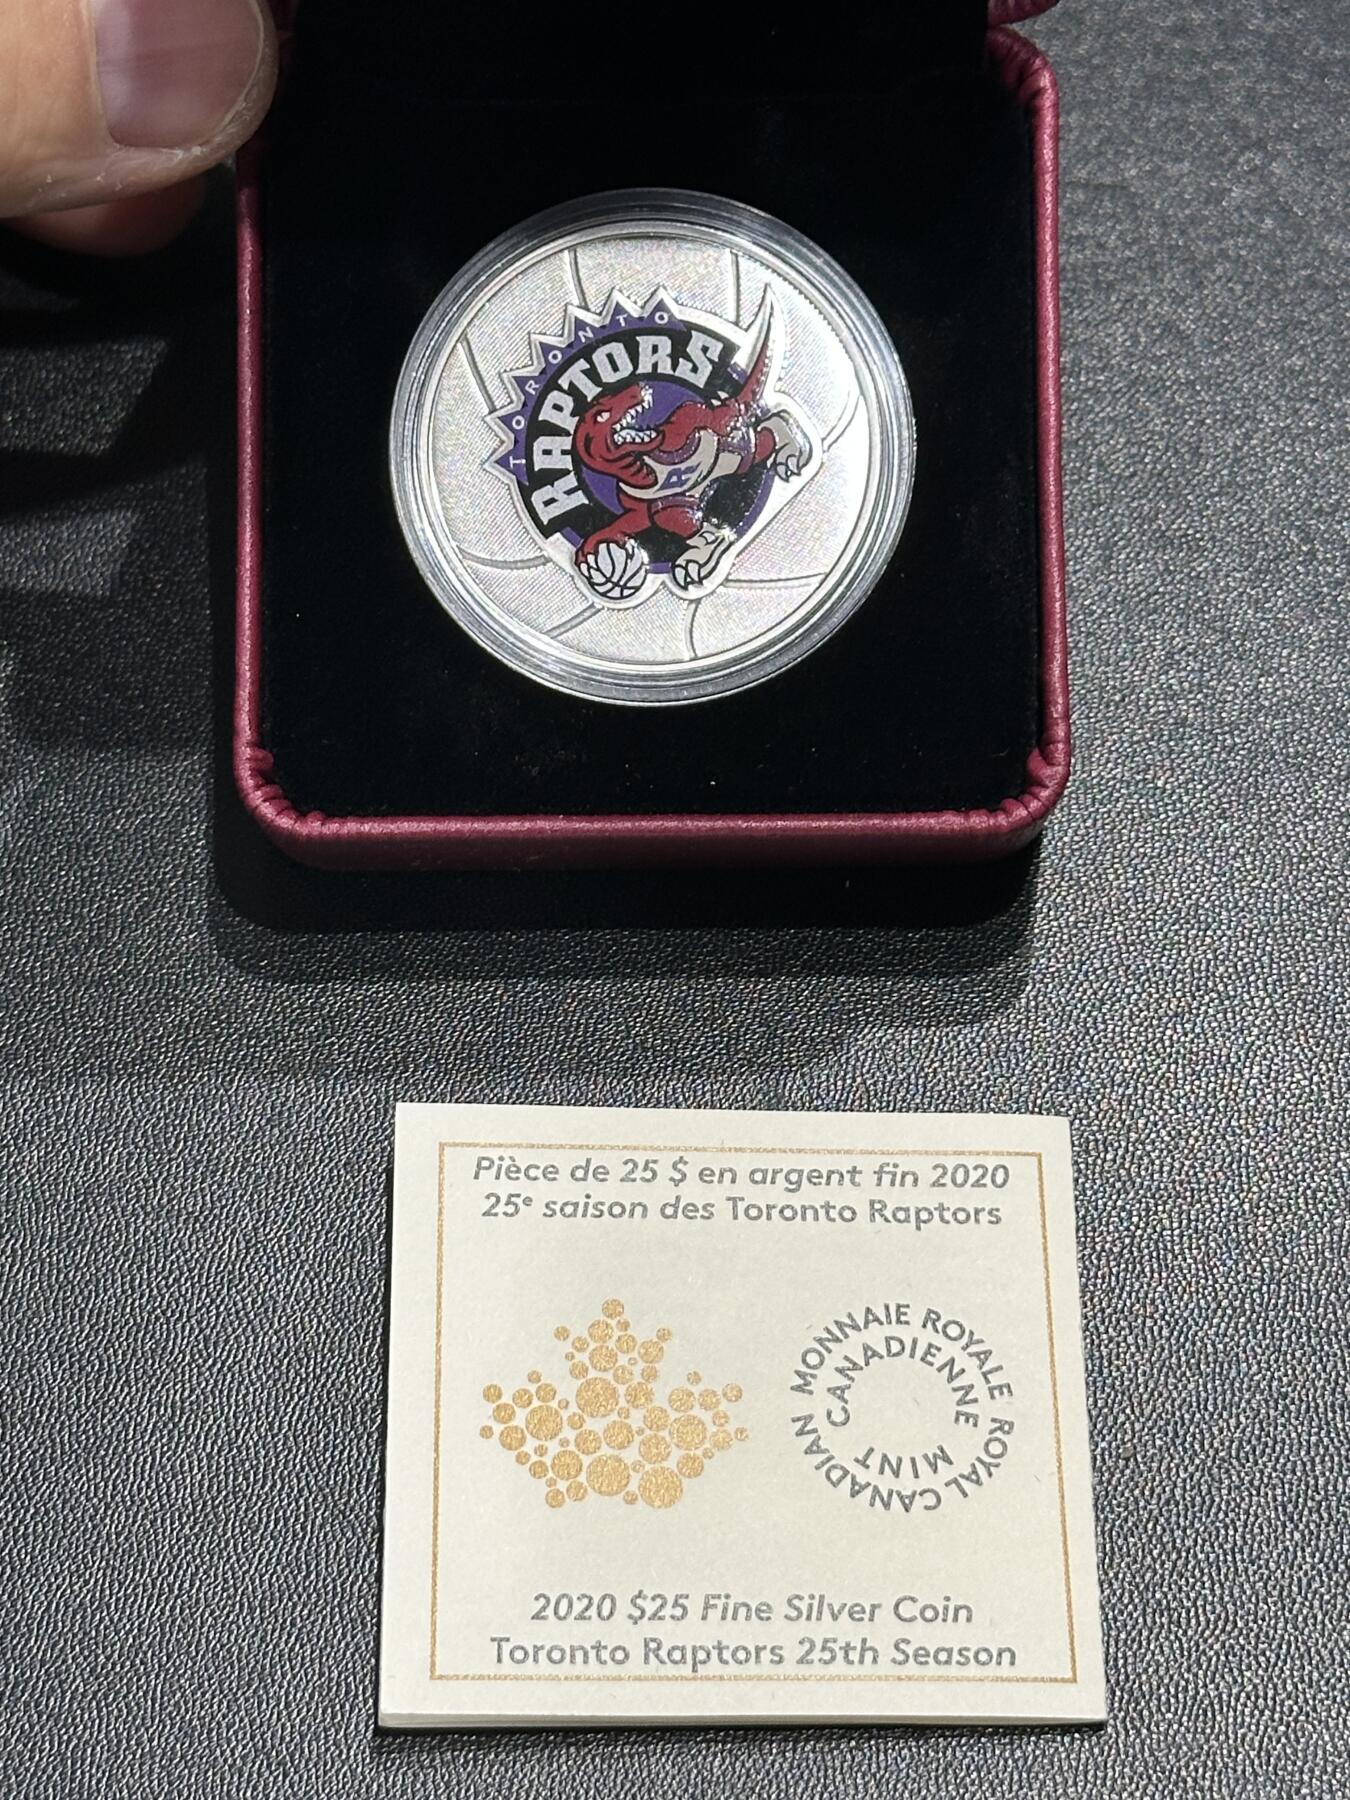 TORONTO
RAPTORS
R
Pièce de 25 $ en argent fin 2020
25e saison des Toronto Raptors
MONNAIE ROYALE
CANADIENNE
ROYAL CANADIAN
MINT
2020 $25 Fine Silver Coin
Toronto Raptors 25th Season